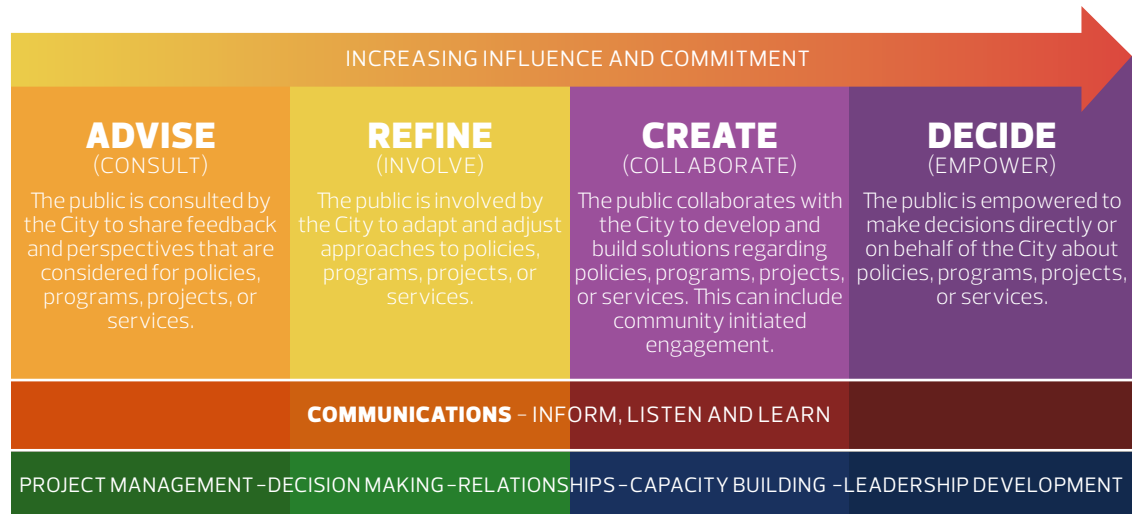 INCREASING INFLUENCE AND COMMITMENT
ADVISE
(CONSULT)
The public is consulted by
the City to share feedback
and perspectives that are
considered for policies,
programs, projects, or
services.
REFINE
(INVOLVE)
The public is involved by
the City to adapt and adjust
approaches to policies,
programs, projects, or
services.
CREATE
(COLLABORATE)
The public collaborates with
the City to develop and
build solutions regarding
policies, programs, projects,
or services. This can include
community initiated
engagement.
DECIDE
(EMPOWER)
The public is empowered to
make decisions directly or
on behalf of the City about
policies, programs, projects,
or services.
COMMUNICATIONS - INFORM, LISTEN AND LEARN
PROJECT MANAGEMENT -DECISION MAKING-RELATIONSHIPS-CAPACITY BUILDING -LEADERSHIP DEVELOPMENT